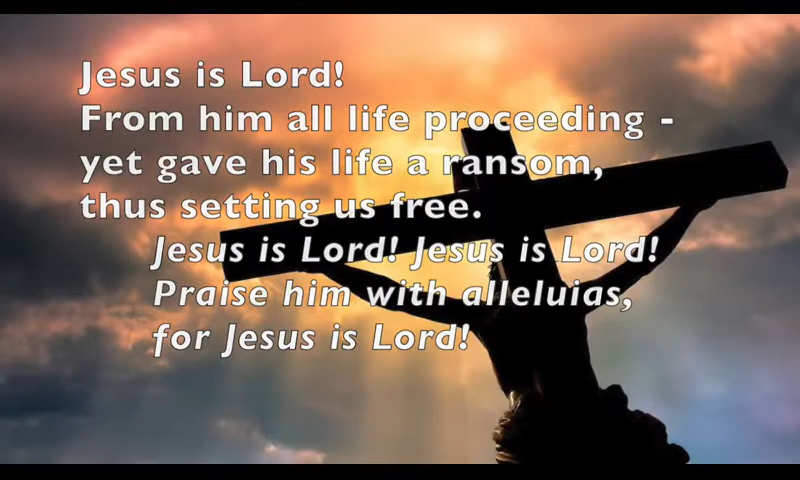 Jesus is Lord!
From him all life proceeding -
yet gave his life a ransom,
thus setting us free.
Jesus is Lord! Jesus is Lord!
Praise him with alleluias,
for Jesus is Lord!